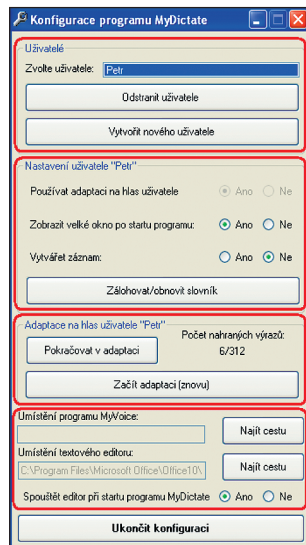 Konfigurace programu MyDictate
Uživatelé
Zvolte uživatele: Petr
Odstranit uživatele
Vytvořit nového uživatele
Nastavení uživatele "Petr"
Používat adaptaci na hlas uživatele Ano Ne
Zobrazit velké okno po startu programu: Ano Ne
Vytvářet záznam: Ano Ne
Zálohovat/obnovit slovník
Adaptace na hlas uživatele "Petr"
Počet nahraných výrazů:
Pokračovat v adaptaci 6/312
Začít adaptaci (znovu)
Umístění programu MyVoice:
Najít cestu
Umístění textového editoru:
C:\Program Files\Microsoft Office\Office10\ Najít cestu
Spouštět editor při startu programu MyDictate Ano Ne
Ukončit konfiguraci